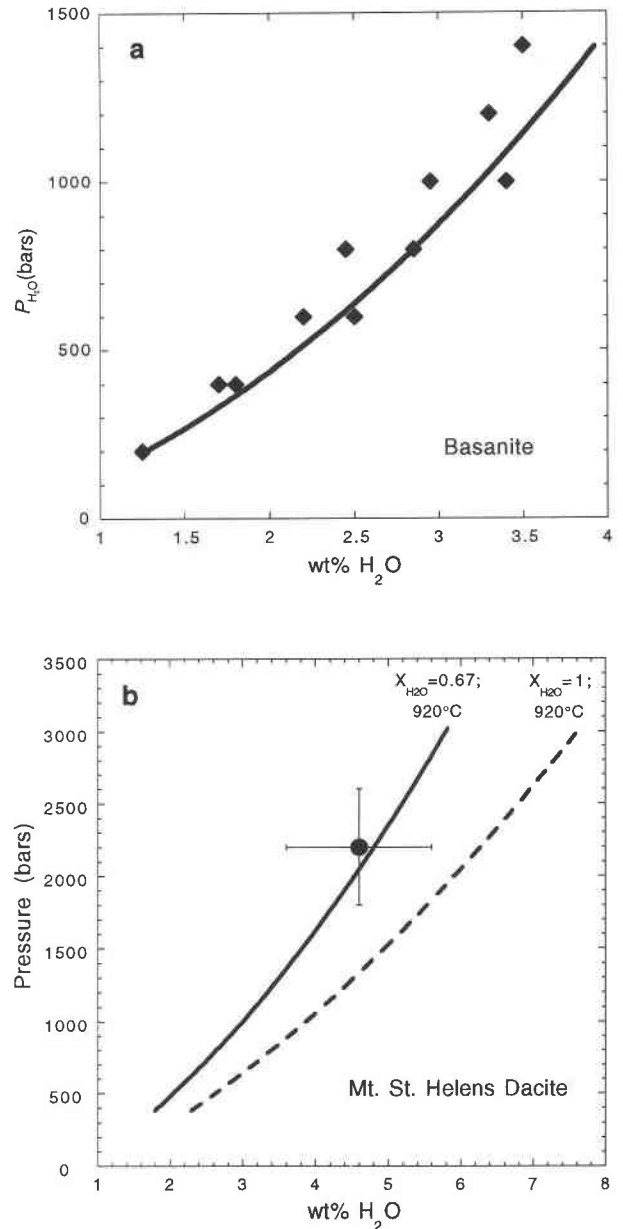 a
1500
1000
500
0
P_H₂O(bars)
Basanite
1 1.5 2 2.5 3 3.5 4
wt% H₂O
b
X_H2O=0.67; X_H2O=1;
920°C 920°C
3500
3000
2500
2000
1500
1000
500
0
Pressure (bars)
Mt. St. Helens Dacite
1 2 3 4 5 6 7 8
wt% H₂O